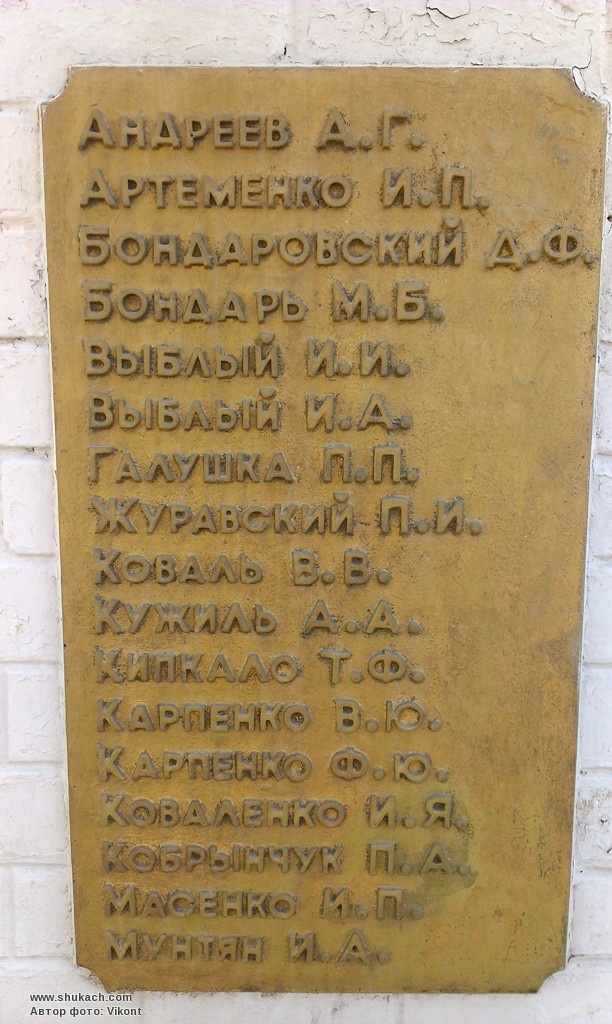 Андреев А.Г.
Артеменко И.П.
Бондаровский Д.Ф.
Бондарь М.Б.
Выблый И.И.
Выблый И.А.
Галушка П.П.
Журавский П.И.
Коваль В.В.
Кужиль А.А.
Кипкало Т.Ф.
Карпенко В.Ю.
Карпенко Ф.Ю.
Коваленко И.Я.
Кобрынчук П.А.
Масенко И.П.
Мунтян И.А.
www.shukach.com
Автор фото: Vikont